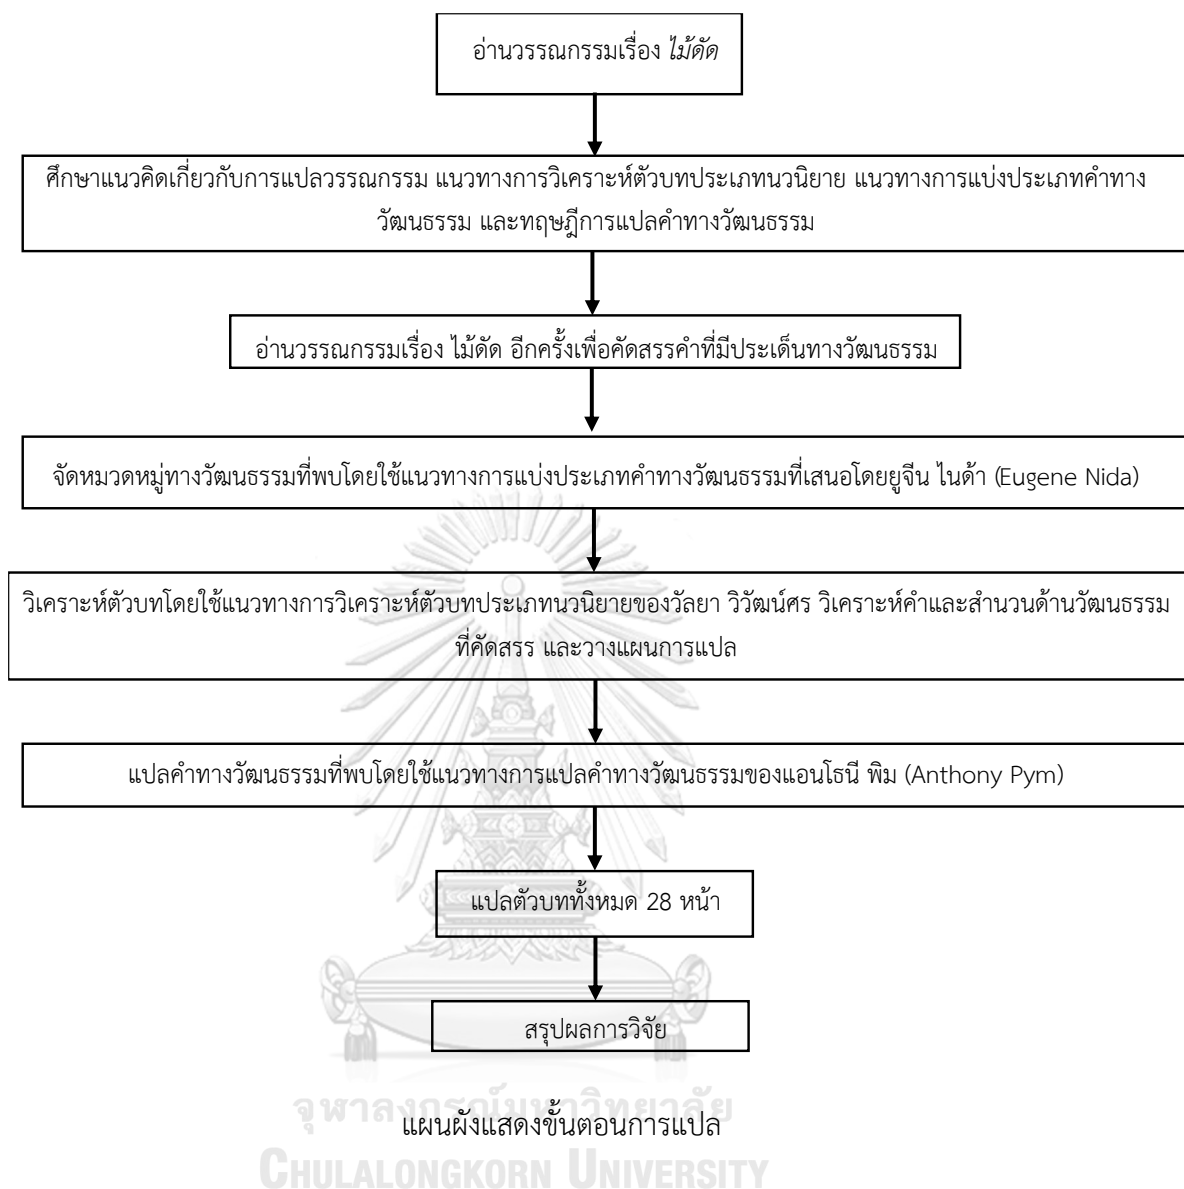 อ่านวรรณกรรมเรื่อง ไม้ดัด
ศึกษาแนวคิดเกี่ยวกับการแปลวรรณกรรม แนวทางการวิเคราะห์ตัวบทประเภทนวนิยาย แนวทางการแบ่งประเภทคำทาง
วัฒนธรรม และทฤษฎีการแปลคำทางวัฒนธรรม
อ่านวรรณกรรมเรื่อง ไม้ดัด อีกครั้งเพื่อคัดสรรคำที่มีประเด็นทางวัฒนธรรม
จัดหมวดหมู่ทางวัฒนธรรมที่พบโดยใช้แนวทางการแบ่งประเภทคำทางวัฒนธรรมที่เสนอโดยยูจีน ไนด้า (Eugene Nida)
วิเคราะห์ตัวบทโดยใช้แนวทางการวิเคราะห์ตัวบทประเภทนวนิยายของวัลยา วิวัฒน์ศร วิเคราะห์คำและสำนวนด้านวัฒนธรรม
ที่คัดสรร และวางแผนการแปล
แปลคำทางวัฒนธรรมที่พบโดยใช้แนวทางการแปลคำทางวัฒนธรรมของแอนโธนี พิม (Anthony Pym)
แปลตัวบททั้งหมด 28 หน้า
สรุปผลการวิจัย
จุฬาลงกรณ์มหาวิทยาลัย
แผนผังแสดงขั้นตอนการแปล
CHULALONGKORN UNIVERSITY